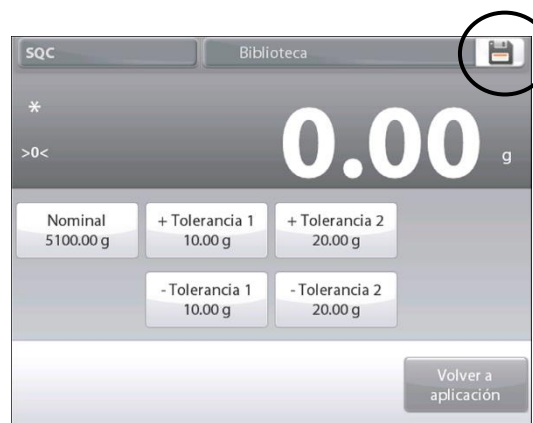 SQC
Biblioteca
*
>0<
0.00 g
Nominal
5100.00 g
+ Tolerancia 1
10.00 g
+ Tolerancia 2
20.00 g
- Tolerancia 1
10.00 g
- Tolerancia 2
20.00 g
Volver a
aplicación